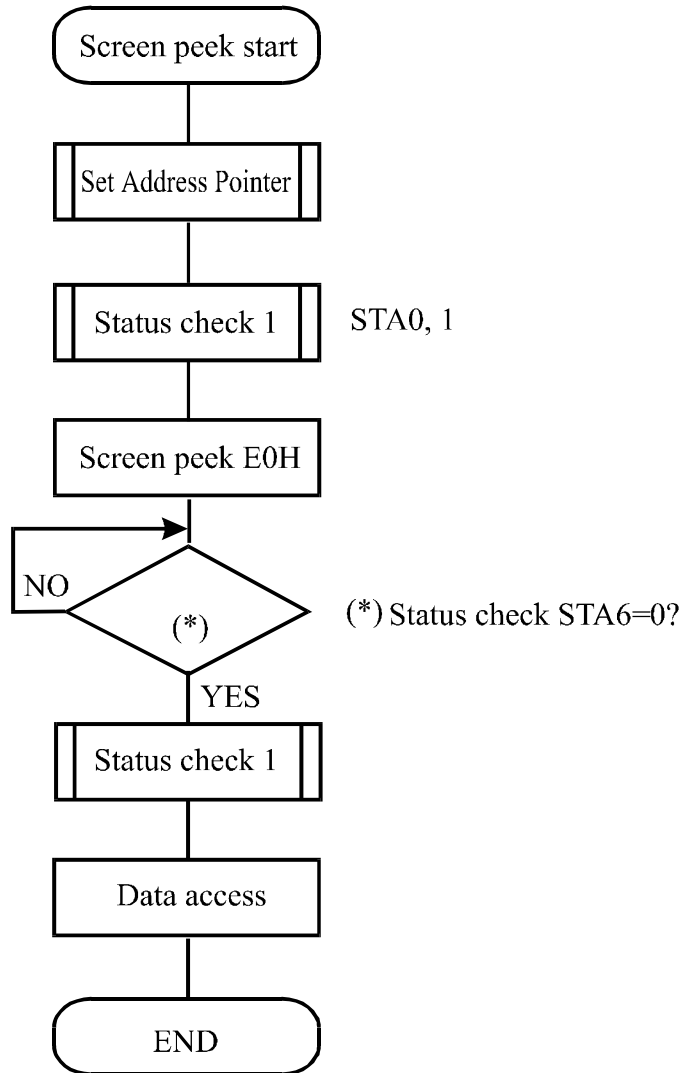 Screen peek start
Set Address Pointer
Status check 1
STA0, 1
Screen peek E0H
NO
(*)
(*) Status check STA6=0?
YES
Status check 1
Data access
END